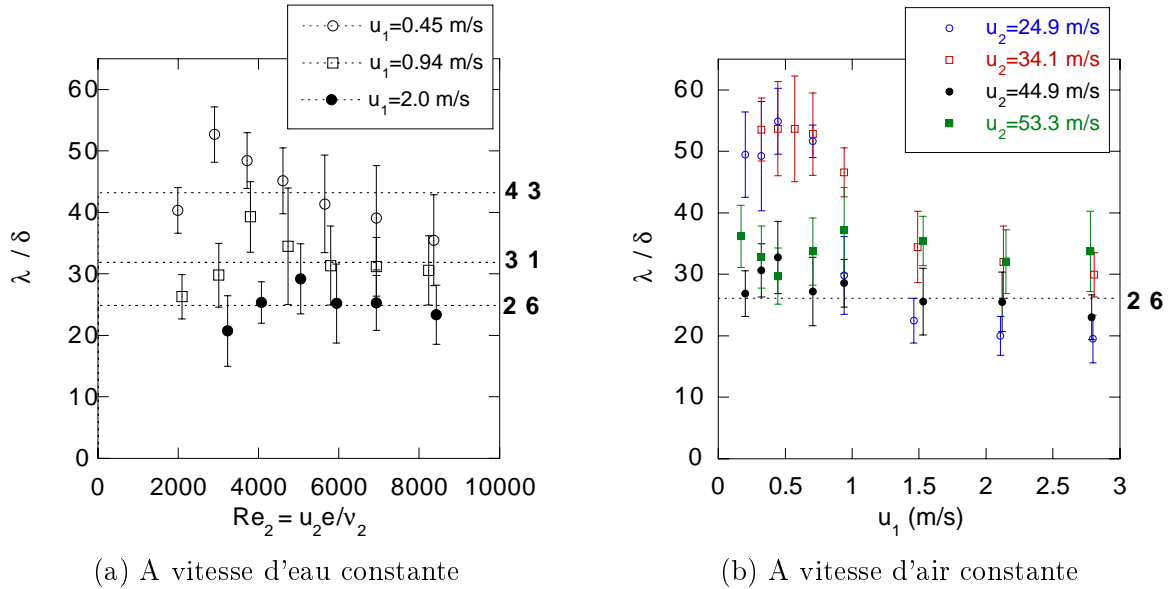 u1=0.45 m/s
u1=0.94 m/s
u1=2.0 m/s
60
50
40
30
20
10
0
λ / δ
4 3
3 1
2 6
0 2000 4000 6000 8000 10000
Re2 = u2e/ν2
(a) A vitesse d'eau constante
u2=24.9 m/s
u2=34.1 m/s
u2=44.9 m/s
u2=53.3 m/s
60
50
40
30
20
10
0
λ / δ
2 6
0 0.5 1 1.5 2 2.5 3
u1 (m/s)
(b) A vitesse d'air constante